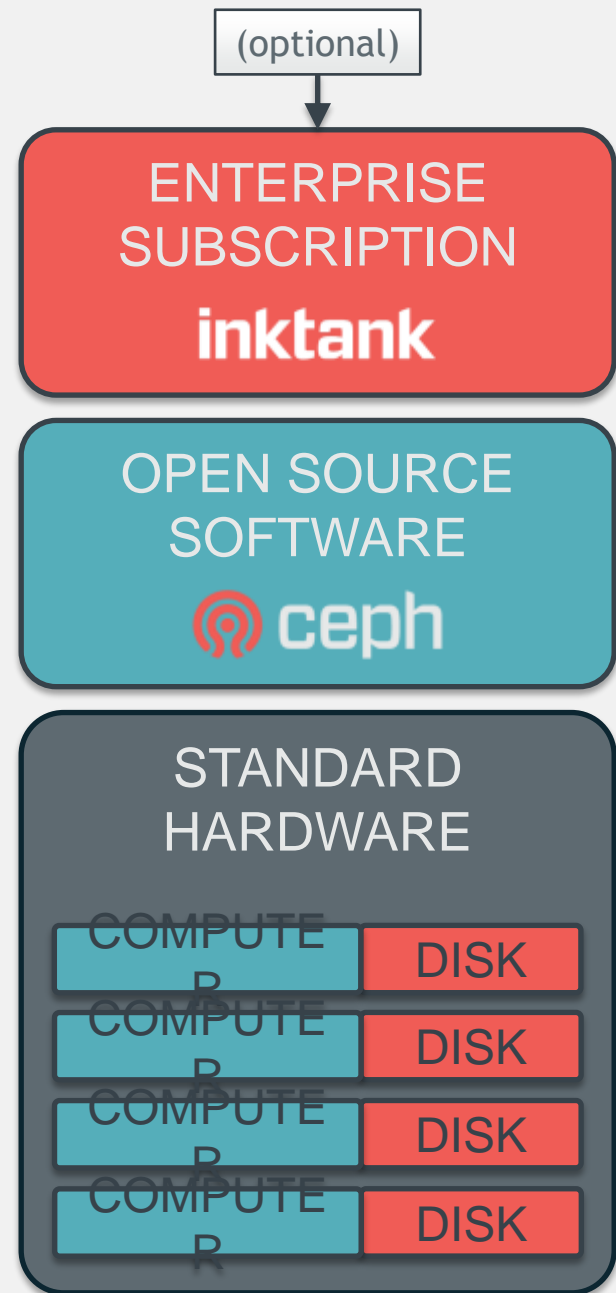 (optional)
ENTERPRISE
SUBSCRIPTION
inktank
OPEN SOURCE
SOFTWARE
ceph
STANDARD
HARDWARE
COMPUTE
R
DISK
COMPUTE
R
DISK
COMPUTE
R
DISK
COMPUTE
R
DISK